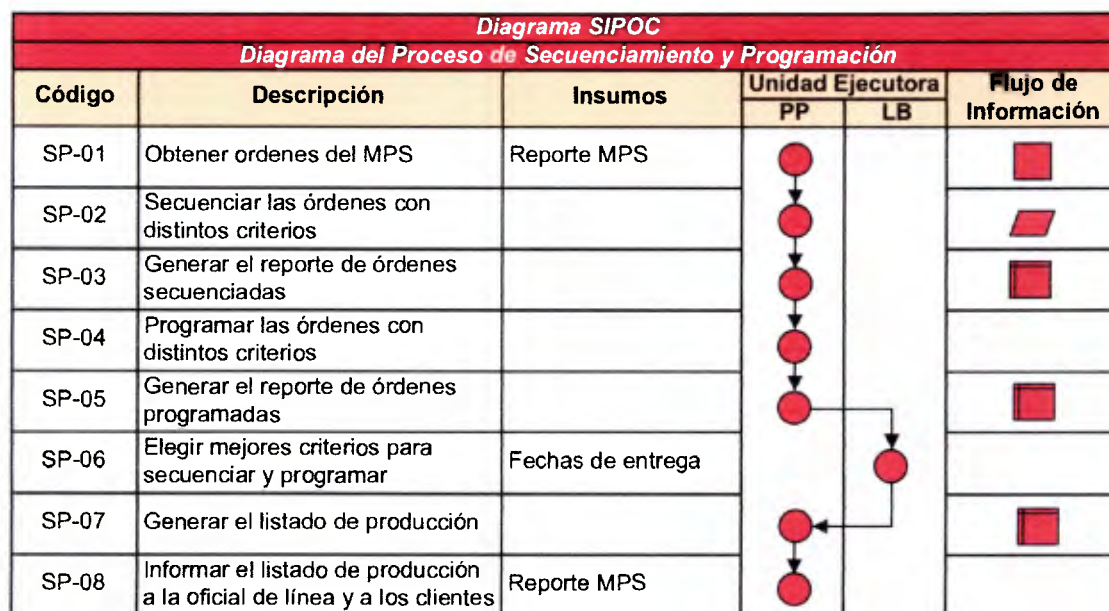 Diagrama SIPOC
Diagrama del Proceso de Secuenciamiento y Programación
Código
Descripción
Insumos
Unidad Ejecutora
PP
LB
Flujo de
Información
SP-01
Obtener ordenes del MPS
Reporte MPS
SP-02
Secuenciar las órdenes con
distintos criterios
SP-03
Generar el reporte de órdenes
secuenciadas
SP-04
Programar las órdenes con
distintos criterios
SP-05
Generar el reporte de órdenes
programadas
SP-06
Elegir mejores criterios para
secuenciar y programar
Fechas de entrega
SP-07
Generar el listado de producción
SP-08
Informar el listado de producción
a la oficial de línea y a los clientes
Reporte MPS